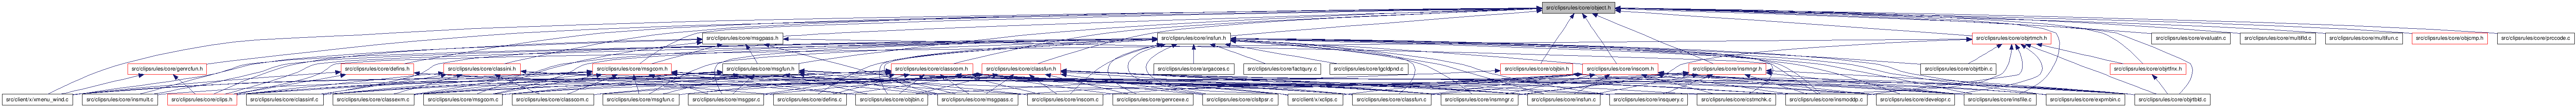 src/clipsrules/core/object.h
src/clipsrules/core/msgpass.h
src/clipsrules/core/insfun.h
src/clipsrules/core/objrtmch.h
src/clipsrules/core/evaluatn.c
src/clipsrules/core/multifld.c
src/clipsrules/core/multifun.c
src/clipsrules/core/objcmp.h
src/clipsrules/core/prccode.c
src/clipsrules/core/genrcfun.h
src/clipsrules/core/defins.h
src/clipsrules/core/classini.h
src/clipsrules/core/msgcom.h
src/clipsrules/core/msgfun.h
src/clipsrules/core/classcom.h
src/clipsrules/core/classfun.h
src/clipsrules/core/argacces.c
src/clipsrules/core/factqury.c
src/clipsrules/core/lgcldpnd.c
src/clipsrules/core/objbin.h
src/clipsrules/core/inscom.h
src/clipsrules/core/insmngr.h
src/clipsrules/core/objrtbin.c
src/clipsrules/core/objrtfnx.h
src/client/x/xmenu_wind.c
src/clipsrules/core/insmult.c
src/clipsrules/core/clips.h
src/clipsrules/core/classinf.c
src/clipsrules/core/classexm.c
src/clipsrules/core/msgcom.c
src/clipsrules/core/classcom.c
src/clipsrules/core/msgfun.c
src/clipsrules/core/msgpsr.c
src/clipsrules/core/defins.c
src/clipsrules/core/objbin.c
src/clipsrules/core/msgpass.c
src/clipsrules/core/inscom.c
src/clipsrules/core/genrcexe.c
src/clipsrules/core/clsltpsr.c
src/client/x/xclips.c
src/clipsrules/core/classfun.c
src/clipsrules/core/insmngr.c
src/clipsrules/core/insfun.c
src/clipsrules/core/insquery.c
src/clipsrules/core/cstrnchk.c
src/clipsrules/core/insmoddp.c
src/clipsrules/core/developr.c
src/clipsrules/core/insfile.c
src/clipsrules/core/exprnbin.c
src/clipsrules/core/objrtbld.c